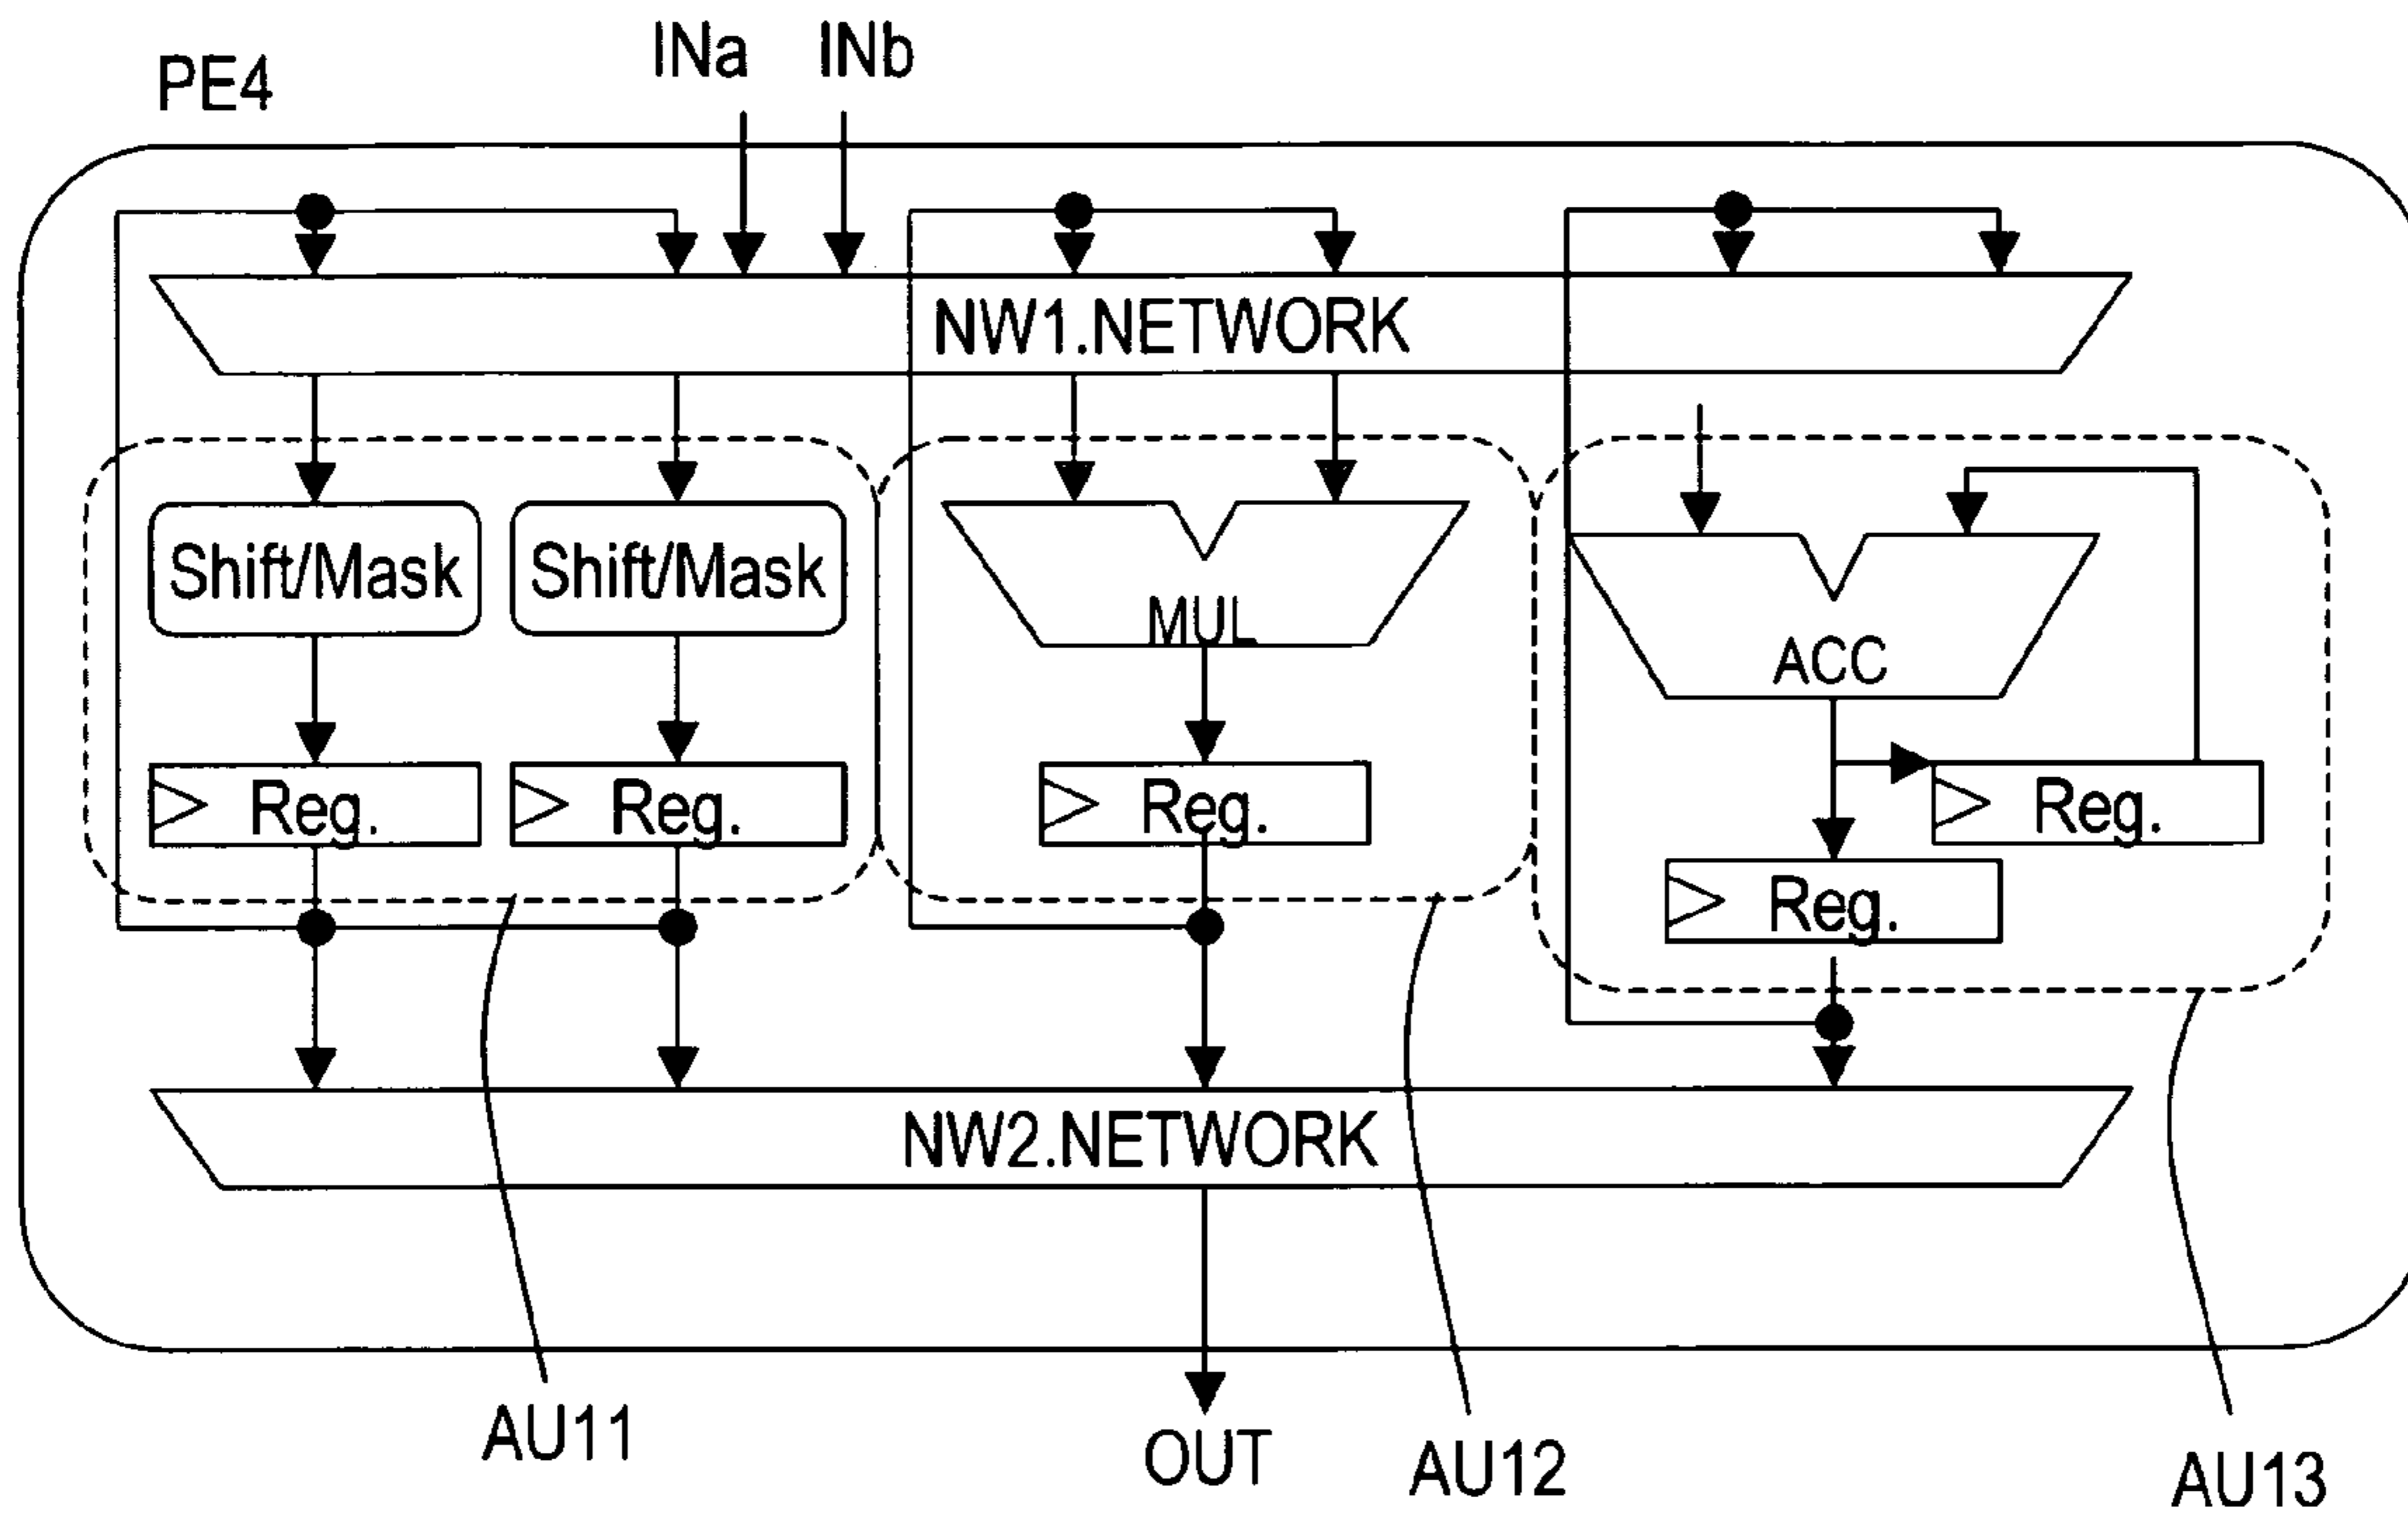 PE4
INa INb
NW1.NETWORK
Shift/Mask Shift/Mask
MUL
ACC
Reg. Reg. Reg. Reg.
Reg.
NW2.NETWORK
AU11
OUT
AU12
AU13